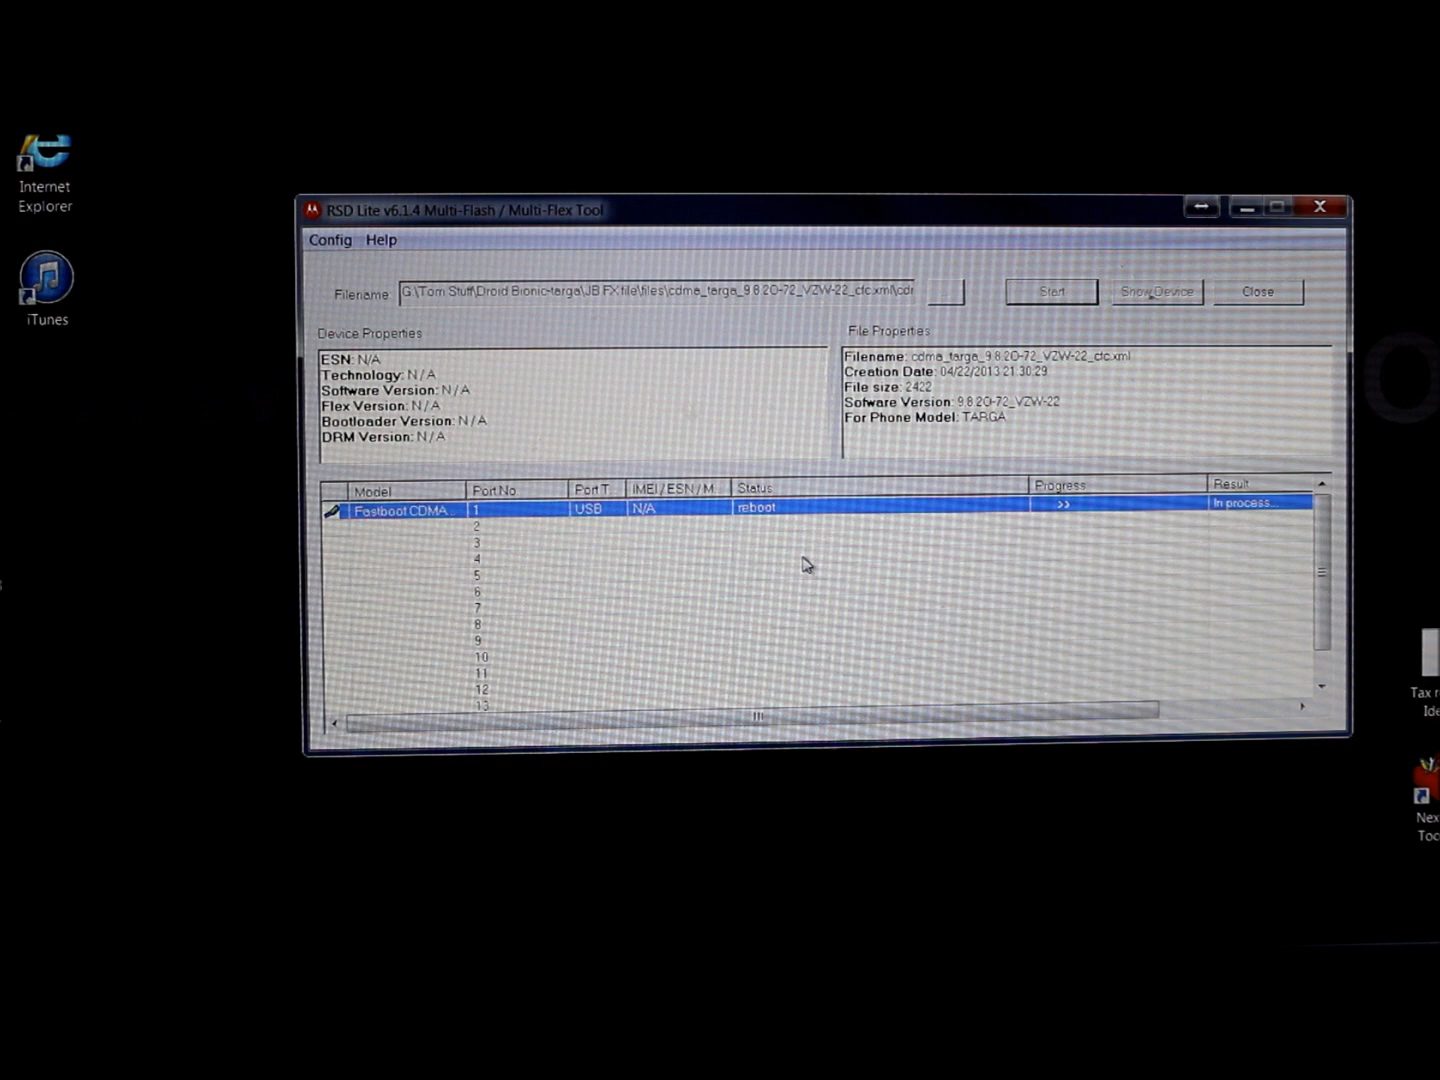 Internet
Explorer
iTunes
RSD Lite v6.1.4 Multi-Flash / Multi-Flex Tool
Config Help
Filename: G:\Tom Stuff\Droid Bionic-targa\JB FX file\files\cdma_targa_9.8.2O-72_VZW-22_cfc.xml\cdr
Start Show Device Close
Device Properties
ESN: N/A
Technology: N/A
Software Version: N/A
Flex Version: N/A
Bootloader Version: N/A
DRM Version: N/A
File Properties
Filename: cdma_targa_9.8.2O-72_VZW-22_cfc.xml
Creation Date: 04/22/2013 21:30:29
File size: 2422
Sofware Version: 9.8.2O-72_VZW-22
For Phone Model: TARGA
Model Port No Port T IMEI / ESN / M Status Progress Result
Fastboot CDMA... 1 USB N/A reboot >> In process...
2
3
4
5
6
7
8
9
10
11
12
13
Tax r
Ide
Nex
Too